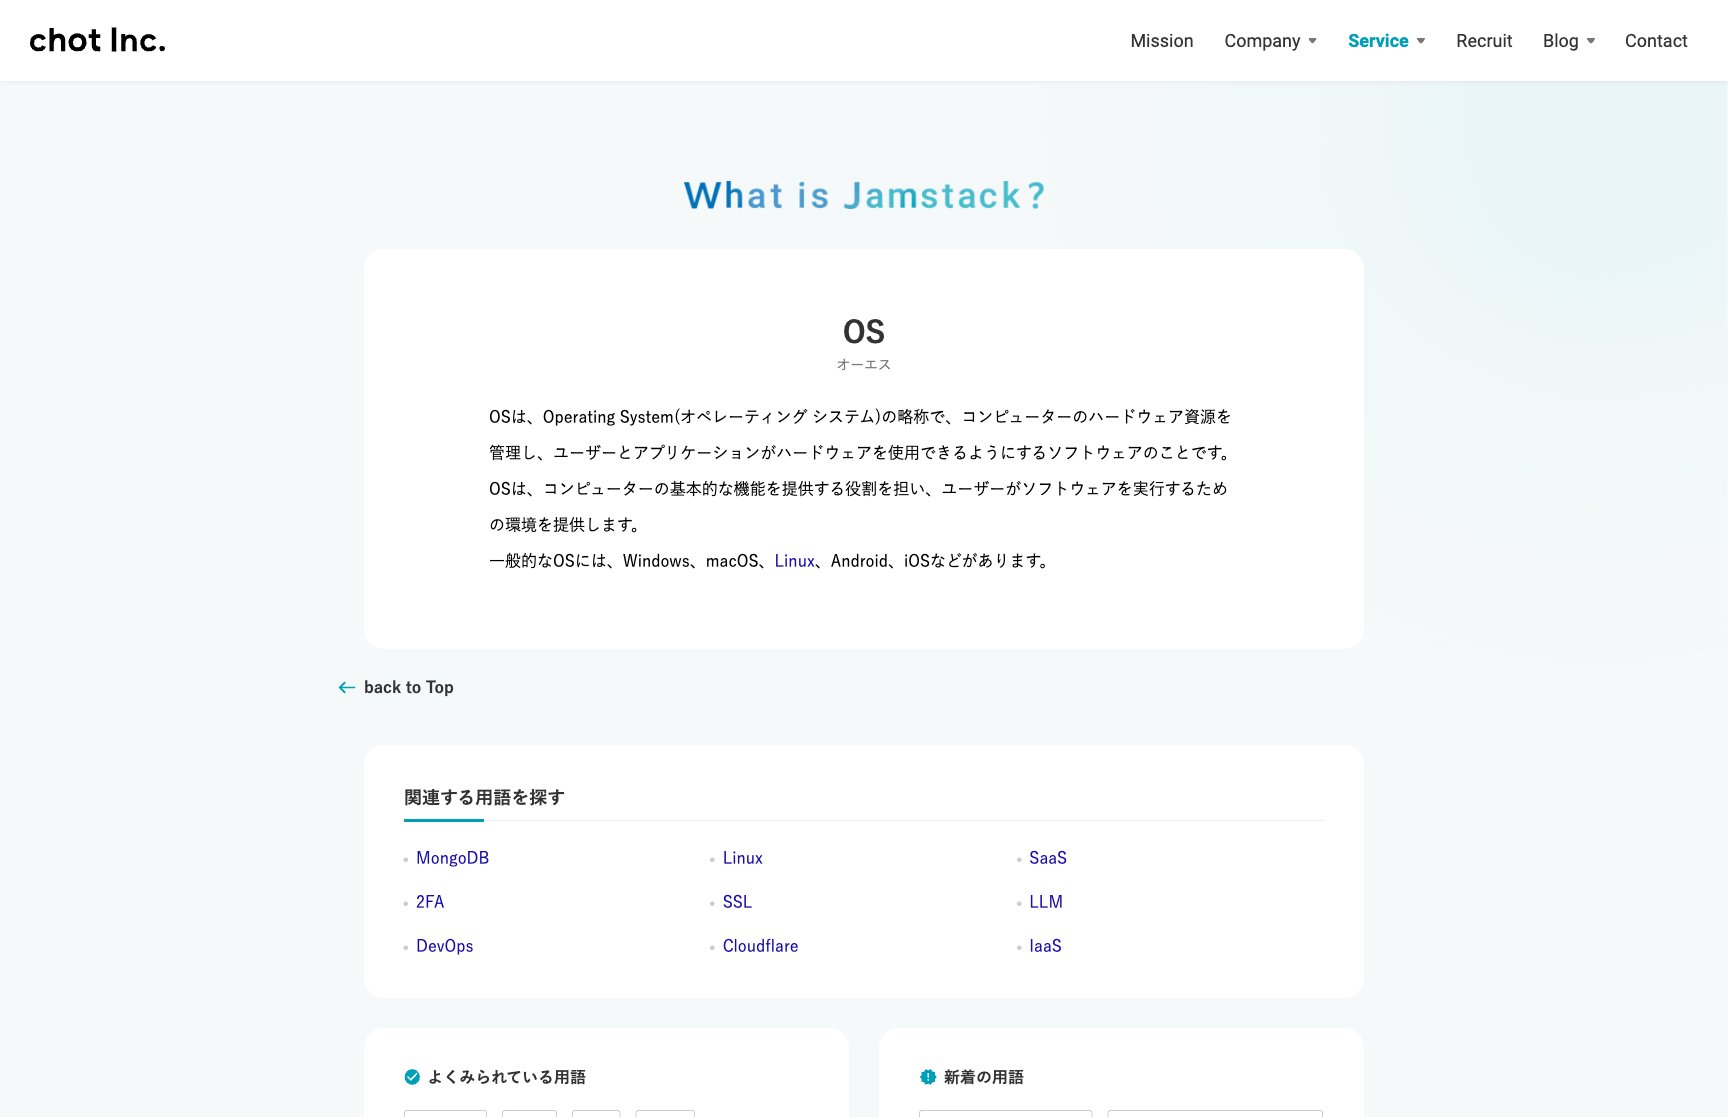 chot Inc.
Mission Company Service Recruit Blog Contact
What is Jamstack?
OS
オーエス
OSは、Operating System(オペレーティング システム)の略称で、コンピューターのハードウェア資源を
管理し、ユーザーとアプリケーションがハードウェアを使用できるようにするソフトウェアのことです。
OSは、コンピューターの基本的な機能を提供する役割を担い、ユーザーがソフトウェアを実行するため
の環境を提供します。
一般的なOSには、Windows、macOS、Linux、Android、iOSなどがあります。
back to Top
関連する用語を探す
MongoDB Linux SaaS
2FA SSL LLM
DevOps Cloudflare IaaS
よくみられている用語
新着の用語